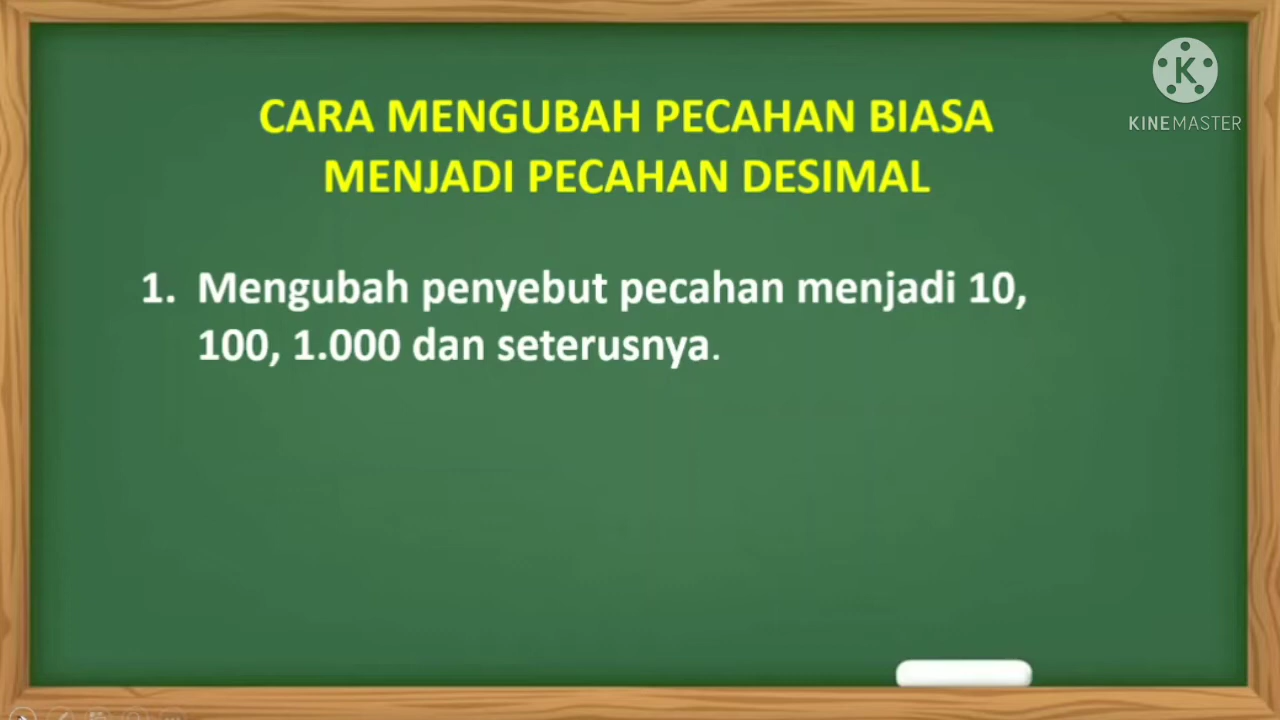 K
KINEMASTER
CARA MENGUBAH PECAHAN BIASA
MENJADI PECAHAN DESIMAL
1. Mengubah penyebut pecahan menjadi 10,
100, 1.000 dan seterusnya.